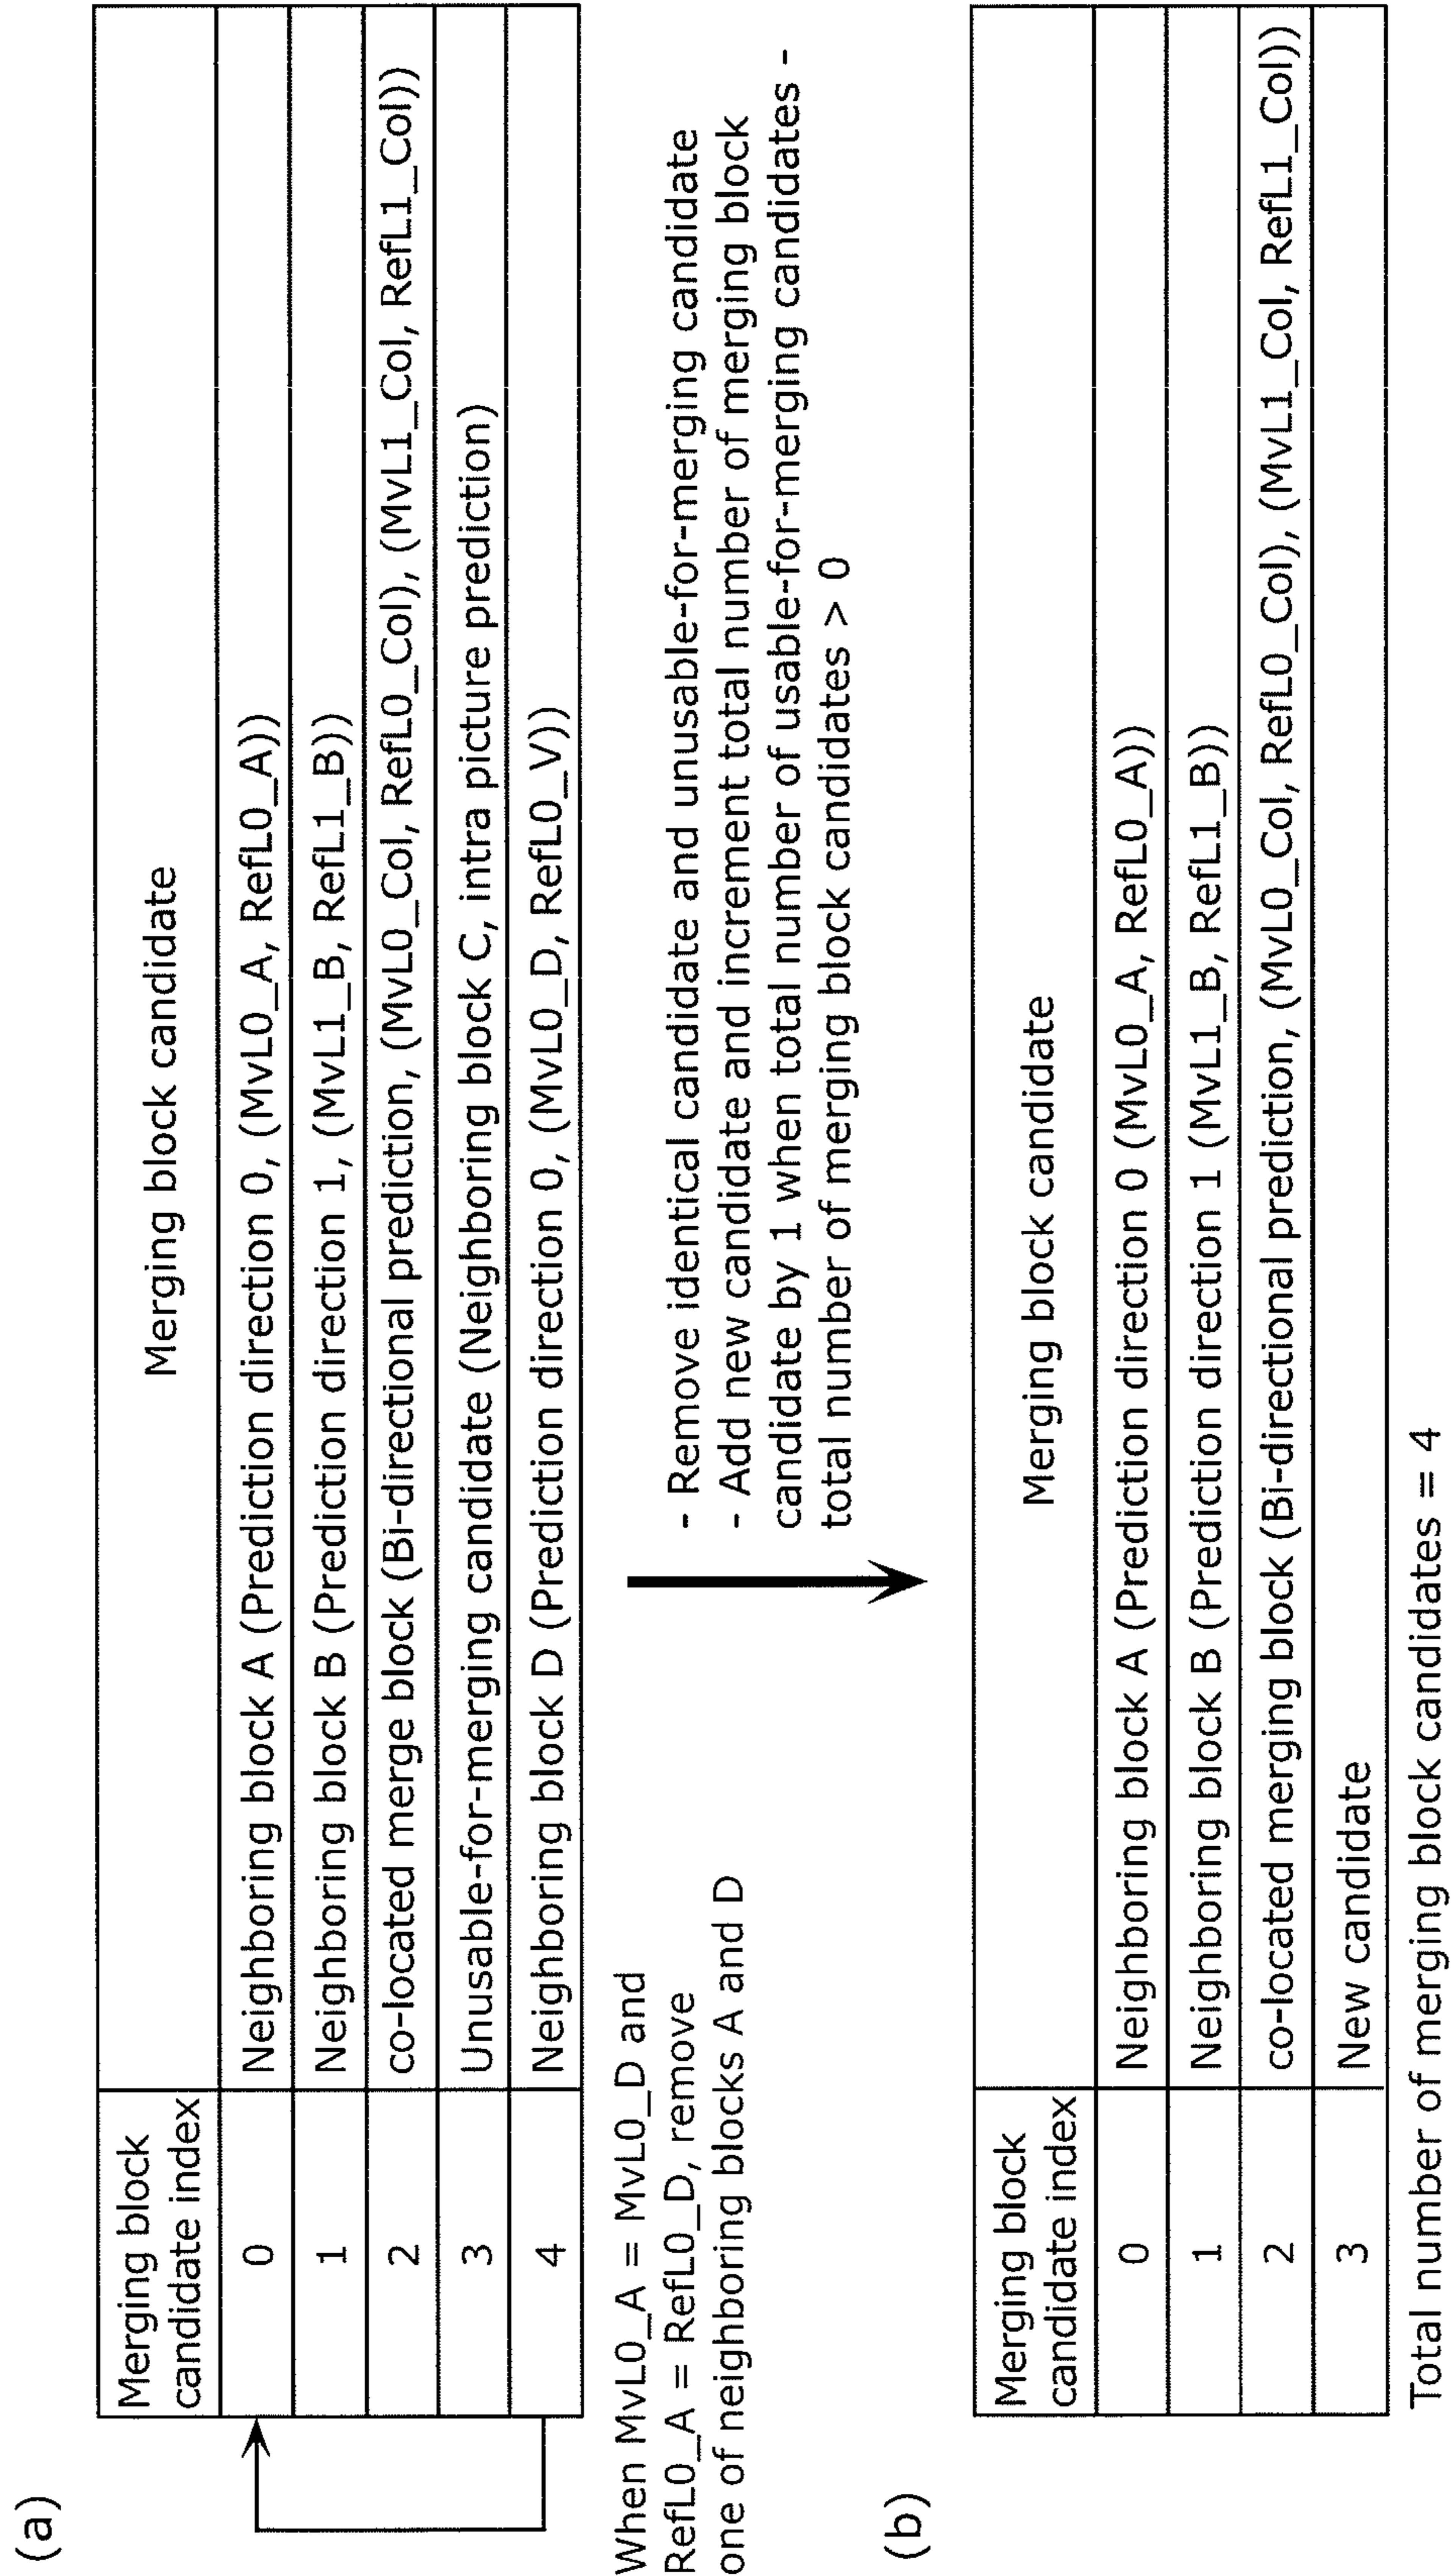 (a)
Merging block
candidate index
Merging block candidate
0
Neighboring block A (Prediction direction 0, (MvL0_A, RefL0_A))
1
Neighboring block B (Prediction direction 1, (MvL1_B, RefL1_B))
2
co-located merge block (Bi-directional prediction, (MvL0_Col, RefL0_Col), (MvL1_Col, RefL1_Col))
3
Unusable-for-merging candidate (Neighboring block C, intra picture prediction)
4
Neighboring block D (Prediction direction 0, (MvL0_D, RefL0_V))
When MvL0_A = MvL0_D and
RefL0_A = RefL0_D, remove
one of neighboring blocks A and D
- Remove identical candidate and unusable-for-merging candidate
- Add new candidate and increment total number of merging block
candidate by 1 when total number of usable-for-merging candidates -
total number of merging block candidates > 0
(b)
Merging block
candidate index
Merging block candidate
0
Neighboring block A (Prediction direction 0 (MvL0_A, RefL0_A))
1
Neighboring block B (Prediction direction 1 (MvL1_B, RefL1_B))
2
co-located merging block (Bi-directional prediction, (MvL0_Col, RefL0_Col), (MvL1_Col, RefL1_Col))
3
New candidate
Total number of merging block candidates = 4